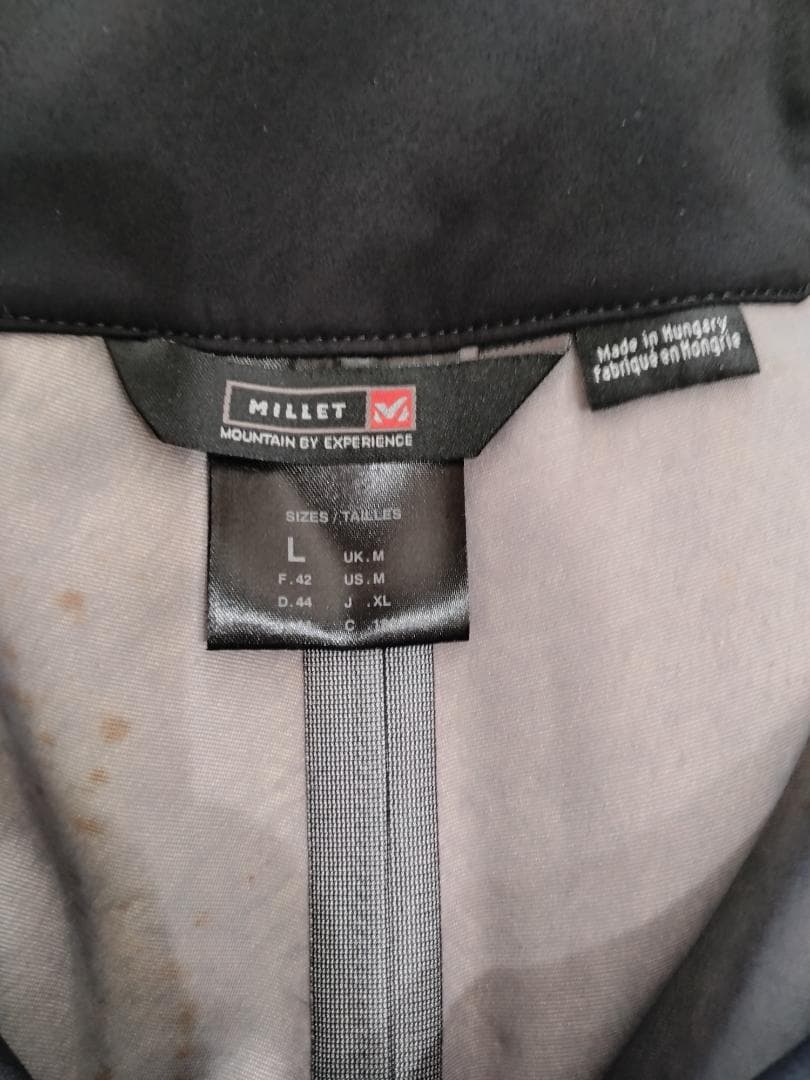 MILLET
MOUNTAIN BY EXPERIENCE
Made in Hungary
Fabriqué en Hongrie
SIZES / TAILLES
L UK.M
F.42 US.M
D.44 J .XL
C